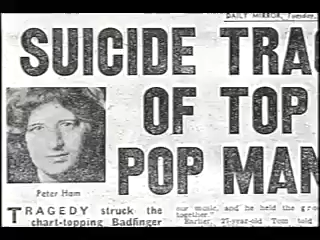 DAILY MIRROR, Tuesday,
SUICIDE TRA
OF TOP
POP MAN
Peter Ham
TRAGEDY struck the
chart-topping Badfinger
our music, and he held the gro
together."
Earlier, 27-year-old Tom told